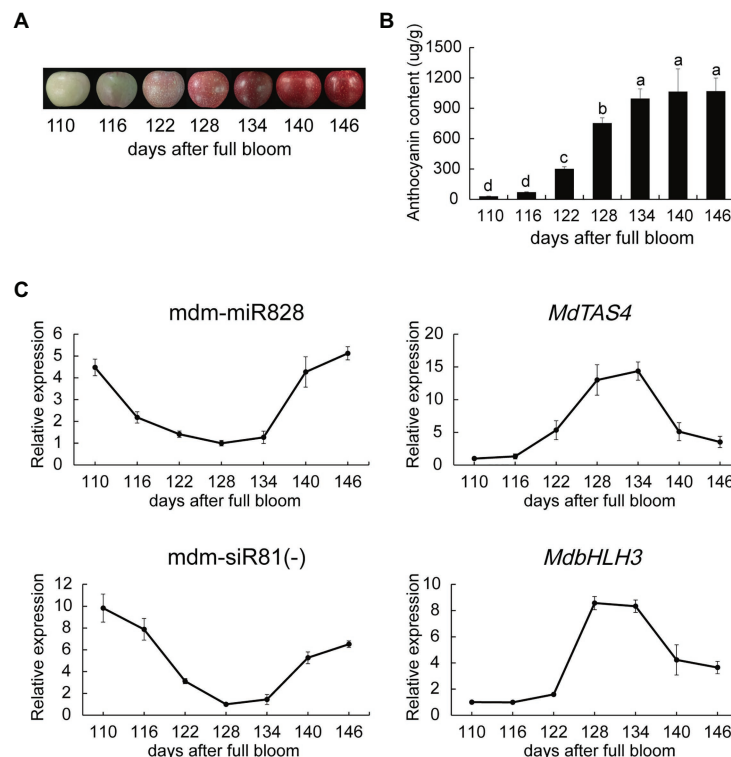 A
110 116 122 128 134 140 146
days after full bloom
B
Anthocyanin content (ug/g)
1500
1200
900
600
300
0
d d c b a a a
110 116 122 128 134 140 146
days after full bloom
C
mdm-miR828
Relative expression
6
5
4
3
2
1
0
110 116 122 128 134 140 146
days after full bloom
MdTAS4
Relative expression
20
15
10
5
0
110 116 122 128 134 140 146
days after full bloom
mdm-siR81(-)
Relative expression
12
10
8
6
4
2
0
110 116 122 128 134 140 146
days after full bloom
MdbHLH3
Relative expression
10
8
6
4
2
0
110 116 122 128 134 140 146
days after full bloom